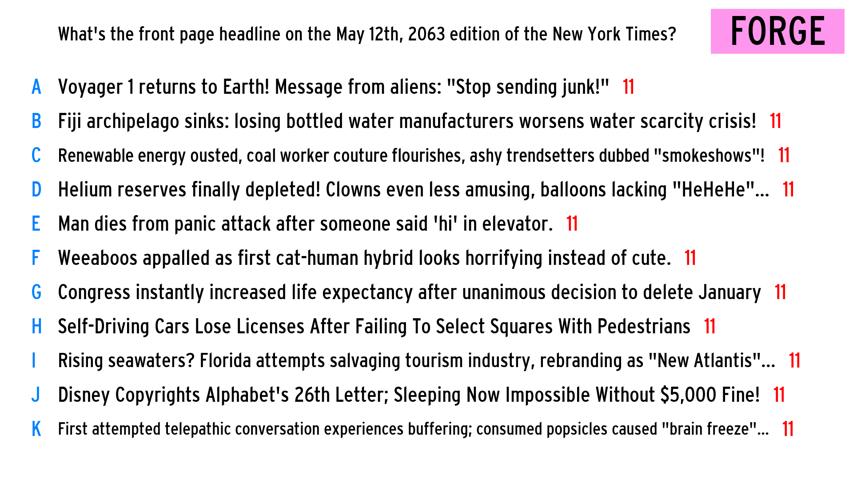 What's the front page headline on the May 12th, 2063 edition of the New York Times?
FORGE
A Voyager 1 returns to Earth! Message from aliens: "Stop sending junk!" 11
B Fiji archipelago sinks: losing bottled water manufacturers worsens water scarcity crisis! 11
C Renewable energy ousted, coal worker couture flourishes, ashy trendsetters dubbed "smokeshows"! 11
D Helium reserves finally depleted! Clowns even less amusing, balloons lacking "HeHeHe"... 11
E Man dies from panic attack after someone said 'hi' in elevator. 11
F Weeaboos appalled as first cat-human hybrid looks horrifying instead of cute. 11
G Congress instantly increased life expectancy after unanimous decision to delete January 11
H Self-Driving Cars Lose Licenses After Failing To Select Squares With Pedestrians 11
I Rising seawaters? Florida attempts salvaging tourism industry, rebranding as "New Atlantis"... 11
J Disney Copyrights Alphabet's 26th Letter; Sleeping Now Impossible Without $5,000 Fine! 11
K First attempted telepathic conversation experiences buffering; consumed popsicles caused "brain freeze"... 11